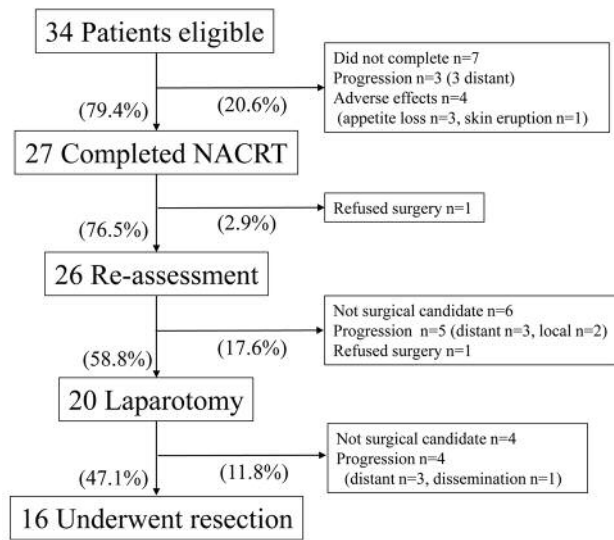 34 Patients eligible
Did not complete n=7
Progression n=3 (3 distant)
Adverse effects n=4
(appetite loss n=3, skin eruption n=1)
(79.4%)
(20.6%)
27 Completed NACRT
Refused surgery n=1
(76.5%)
(2.9%)
26 Re-assessment
Not surgical candidate n=6
Progression n=5 (distant n=3, local n=2)
Refused surgery n=1
(58.8%)
(17.6%)
20 Laparotomy
Not surgical candidate n=4
Progression n=4
(distant n=3, dissemination n=1)
(47.1%)
(11.8%)
16 Underwent resection